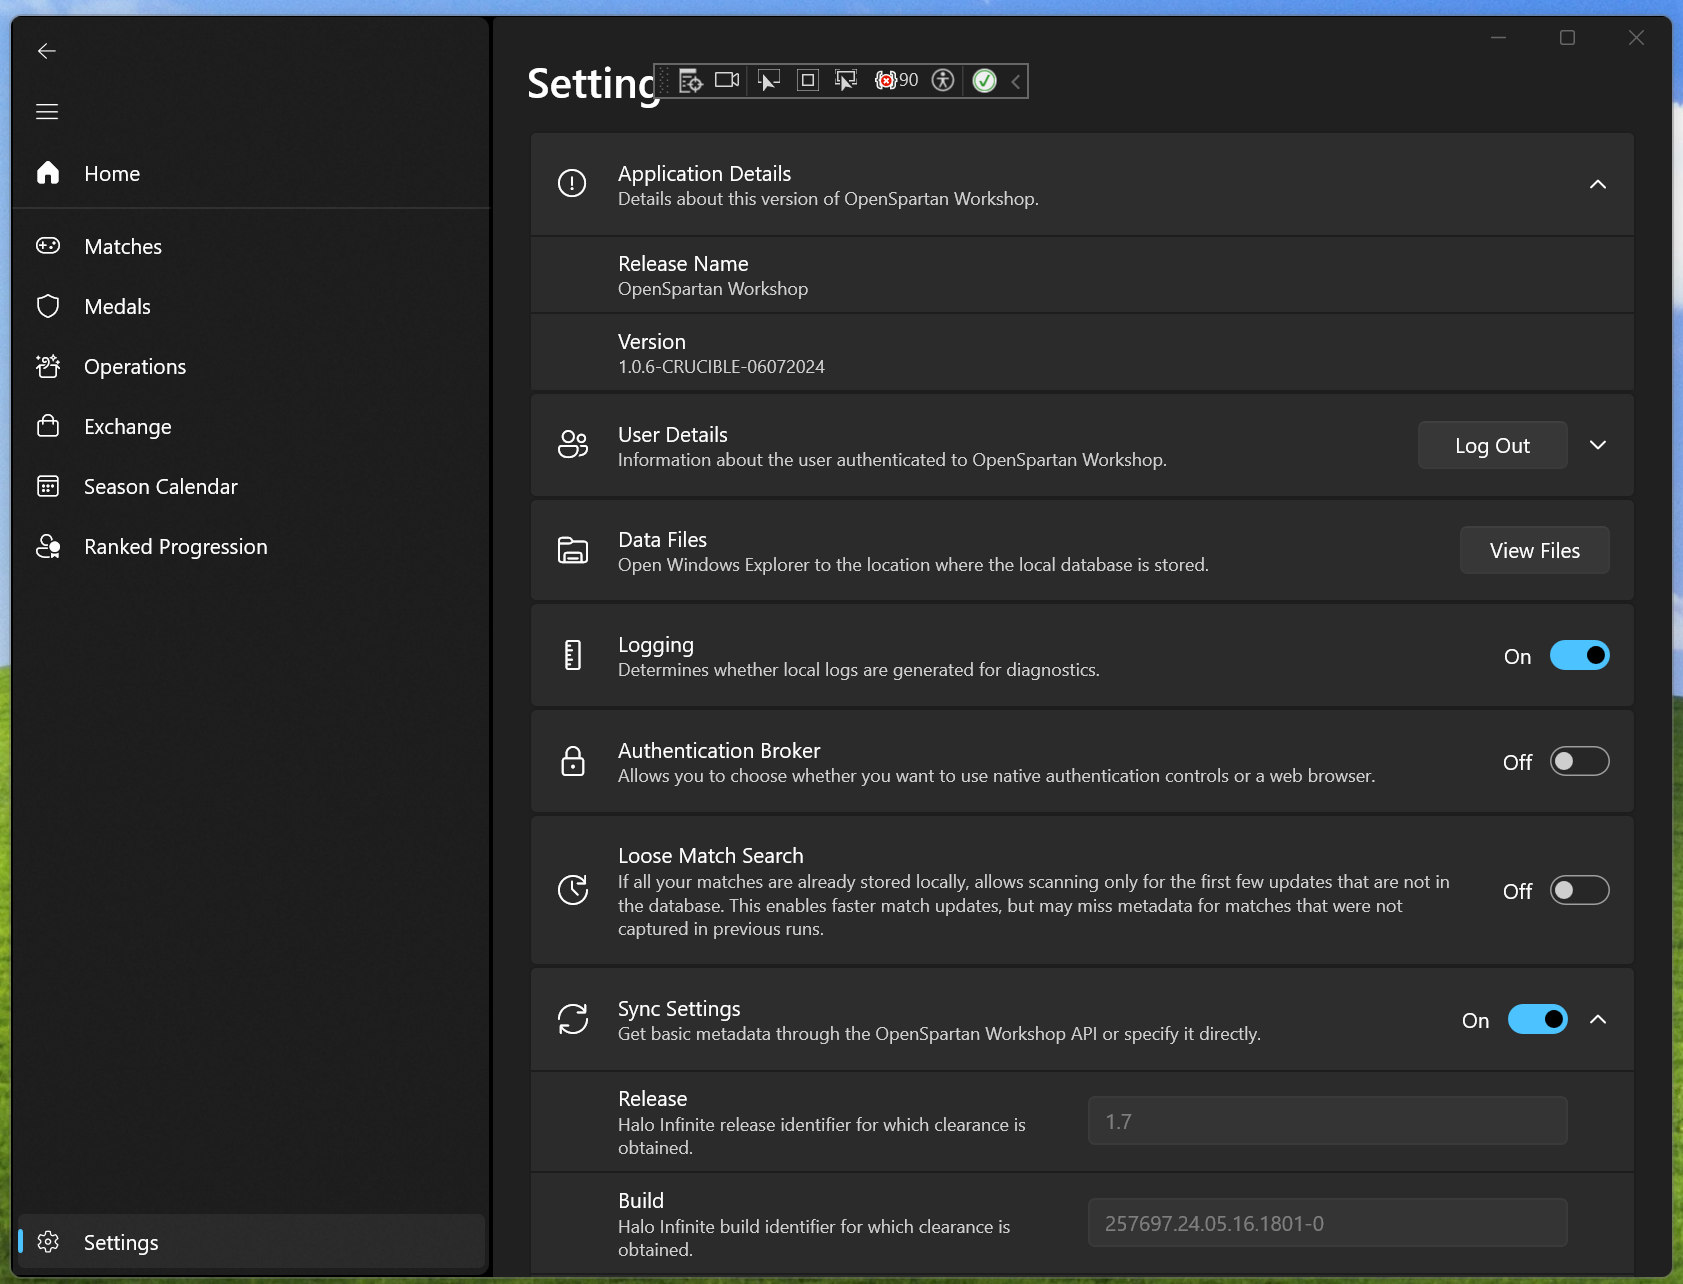 Home
Matches
Medals
Operations
Exchange
Season Calendar
Ranked Progression
Settings
Setting
90
Application Details
Details about this version of OpenSpartan Workshop.
Release Name
OpenSpartan Workshop
Version
1.0.6-CRUCIBLE-06072024
User Details
Information about the user authenticated to OpenSpartan Workshop.
Log Out
Data Files
Open Windows Explorer to the location where the local database is stored.
View Files
Logging
Determines whether local logs are generated for diagnostics.
On
Authentication Broker
Allows you to choose whether you want to use native authentication controls or a web browser.
Off
Loose Match Search
If all your matches are already stored locally, allows scanning only for the first few updates that are not in
the database. This enables faster match updates, but may miss metadata for matches that were not
captured in previous runs.
Off
Sync Settings
Get basic metadata through the OpenSpartan Workshop API or specify it directly.
On
Release
Halo Infinite release identifier for which clearance is
obtained.
1.7
Build
Halo Infinite build identifier for which clearance is
obtained.
257697.24.05.16.1801-0